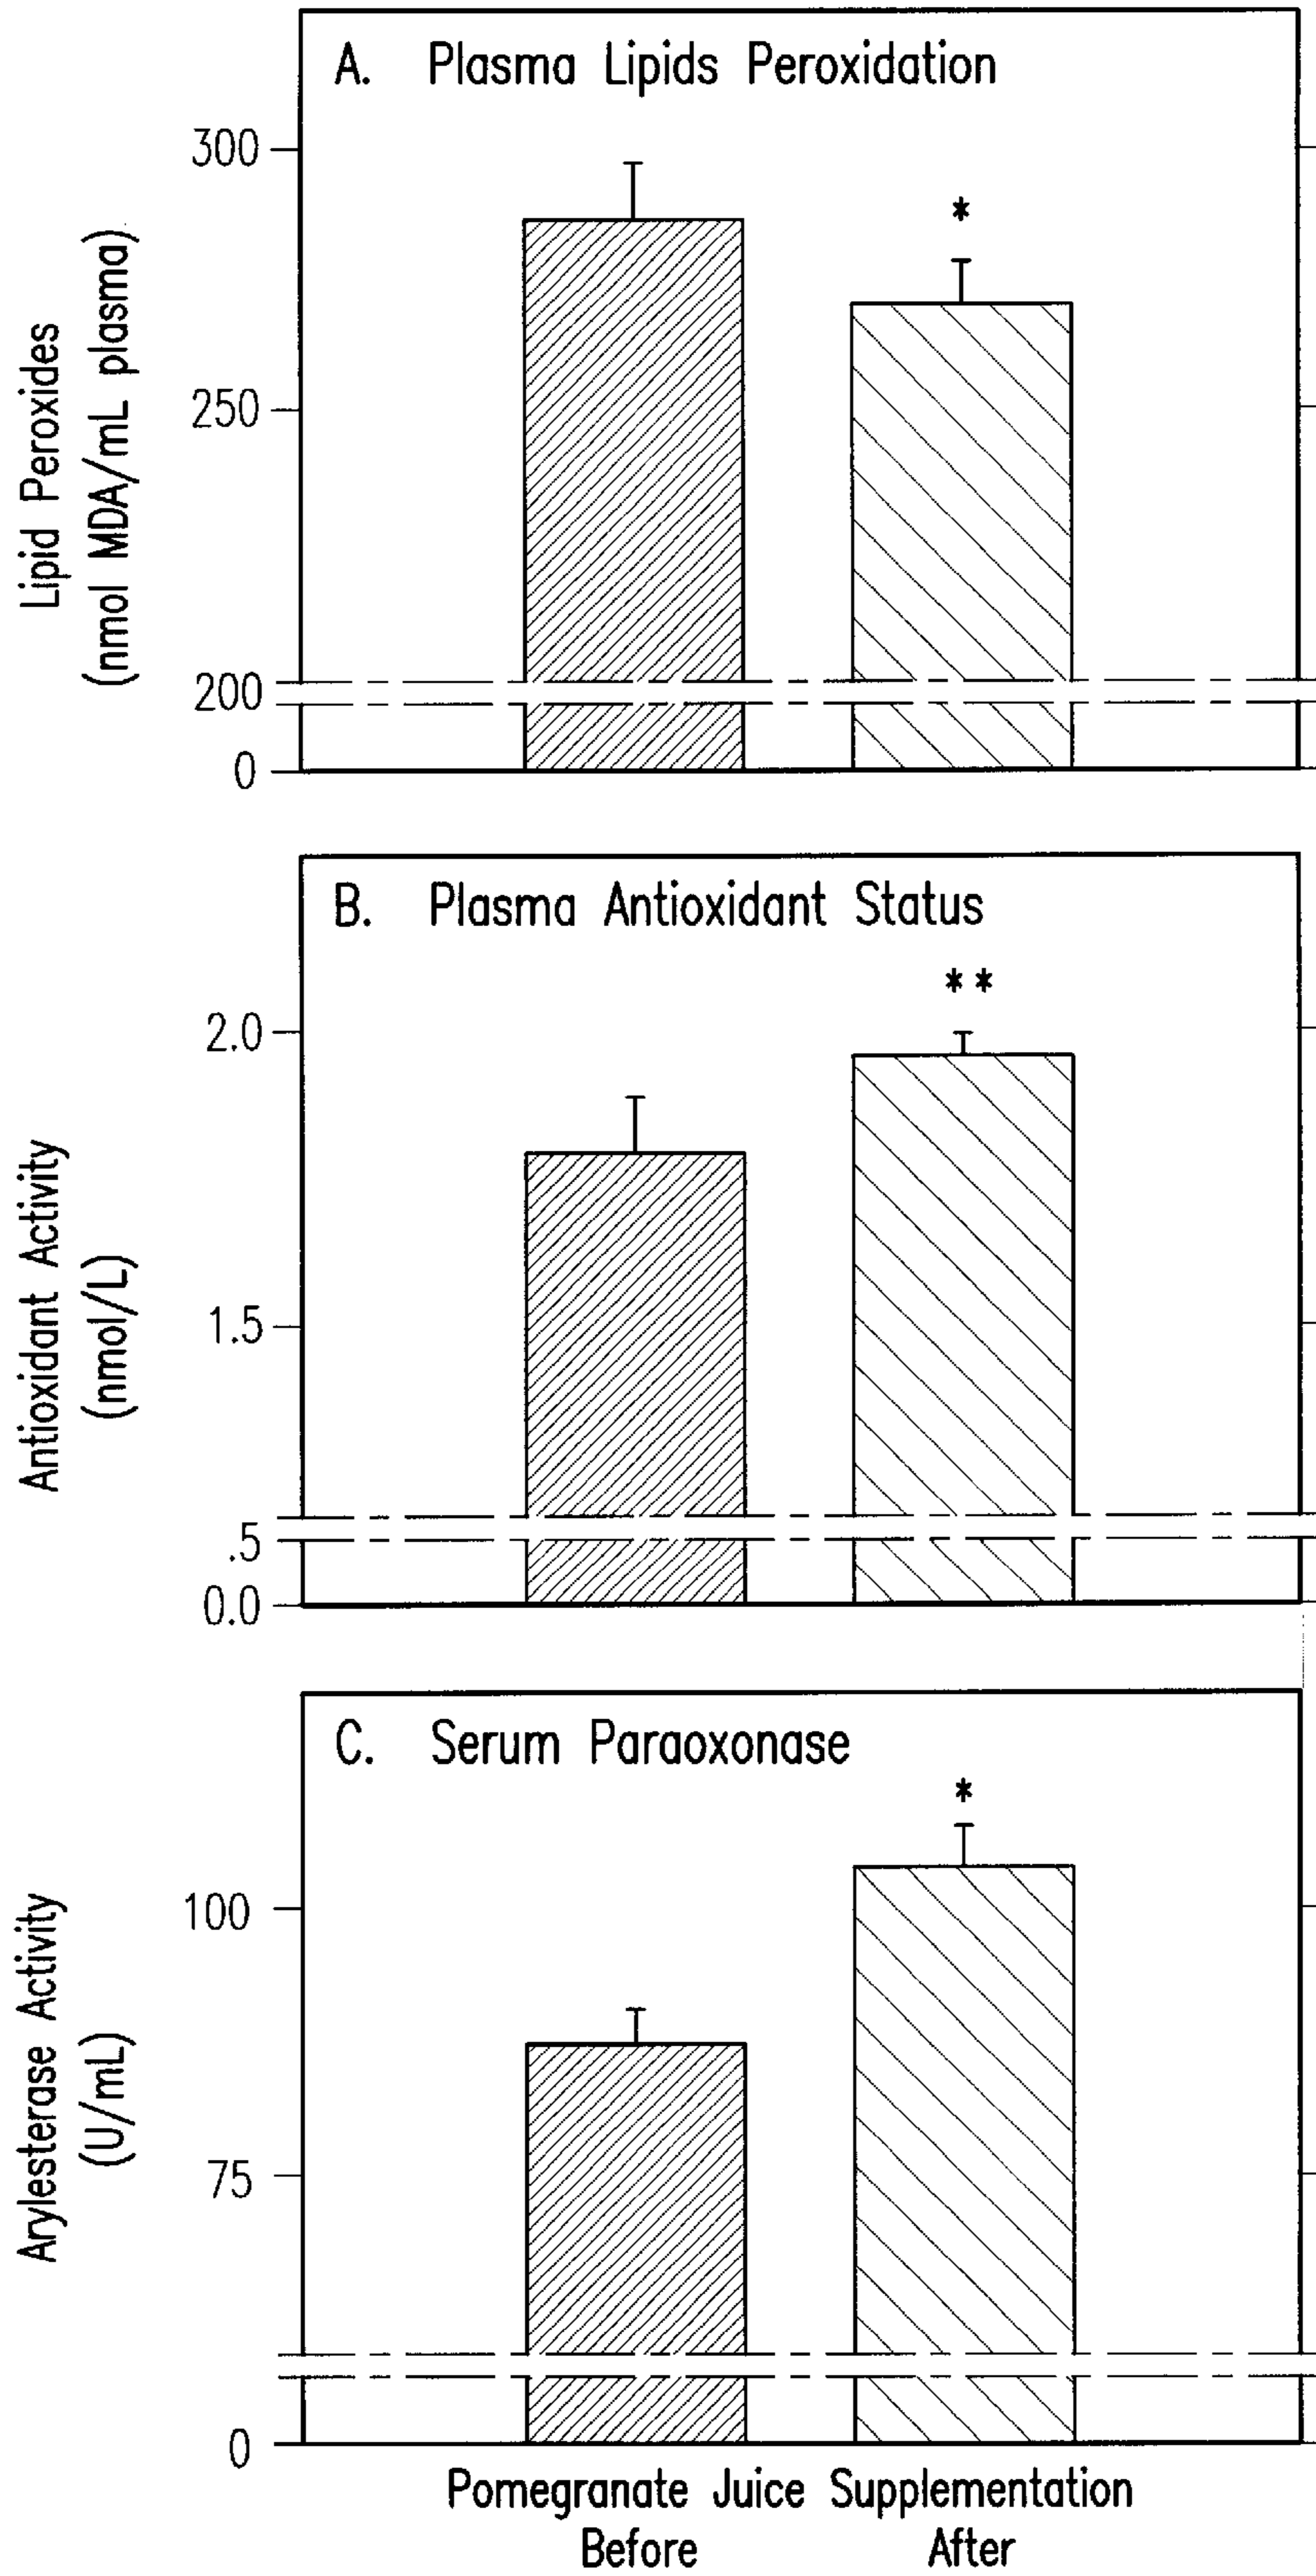 A. Plasma Lipids Peroxidation
300
250
200
0
Lipid Peroxides
(nmol MDA/mL plasma)
*
B. Plasma Antioxidant Status
2.0
1.5
.5
0.0
Antioxidant Activity
(nmol/L)
**
C. Serum Paraoxonase
100
75
0
Arylesterase Activity
(U/mL)
*
Pomegranate Juice Supplementation
Before After